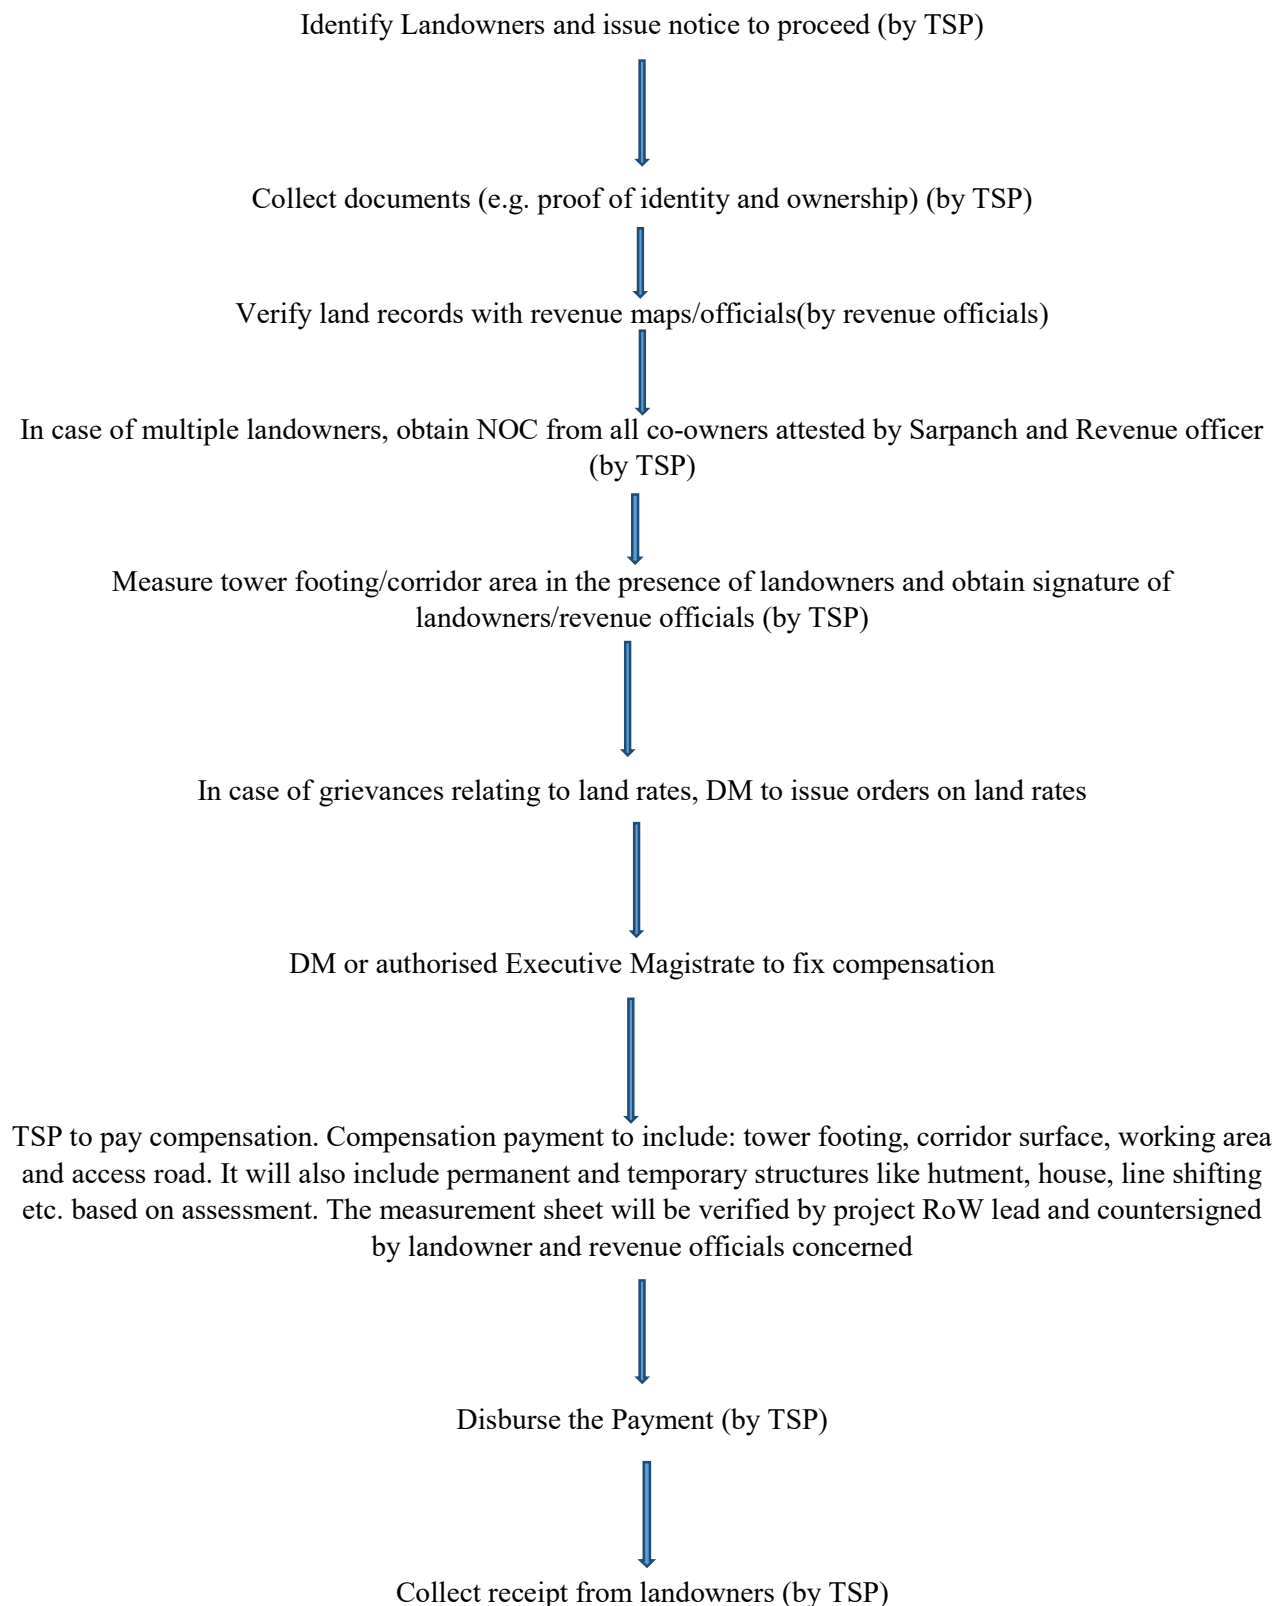 Identify Landowners and issue notice to proceed (by TSP)
Collect documents (e.g. proof of identity and ownership) (by TSP)
Verify land records with revenue maps/officials(by revenue officials)
In case of multiple landowners, obtain NOC from all co-owners attested by Sarpanch and Revenue officer
(by TSP)
Measure tower footing/corridor area in the presence of landowners and obtain signature of
landowners/revenue officials (by TSP)
In case of grievances relating to land rates, DM to issue orders on land rates
DM or authorised Executive Magistrate to fix compensation
TSP to pay compensation. Compensation payment to include: tower footing, corridor surface, working area
and access road. It will also include permanent and temporary structures like hutment, house, line shifting
etc. based on assessment. The measurement sheet will be verified by project RoW lead and countersigned
by landowner and revenue officials concerned
Disburse the Payment (by TSP)
Collect receipt from landowners (by TSP)